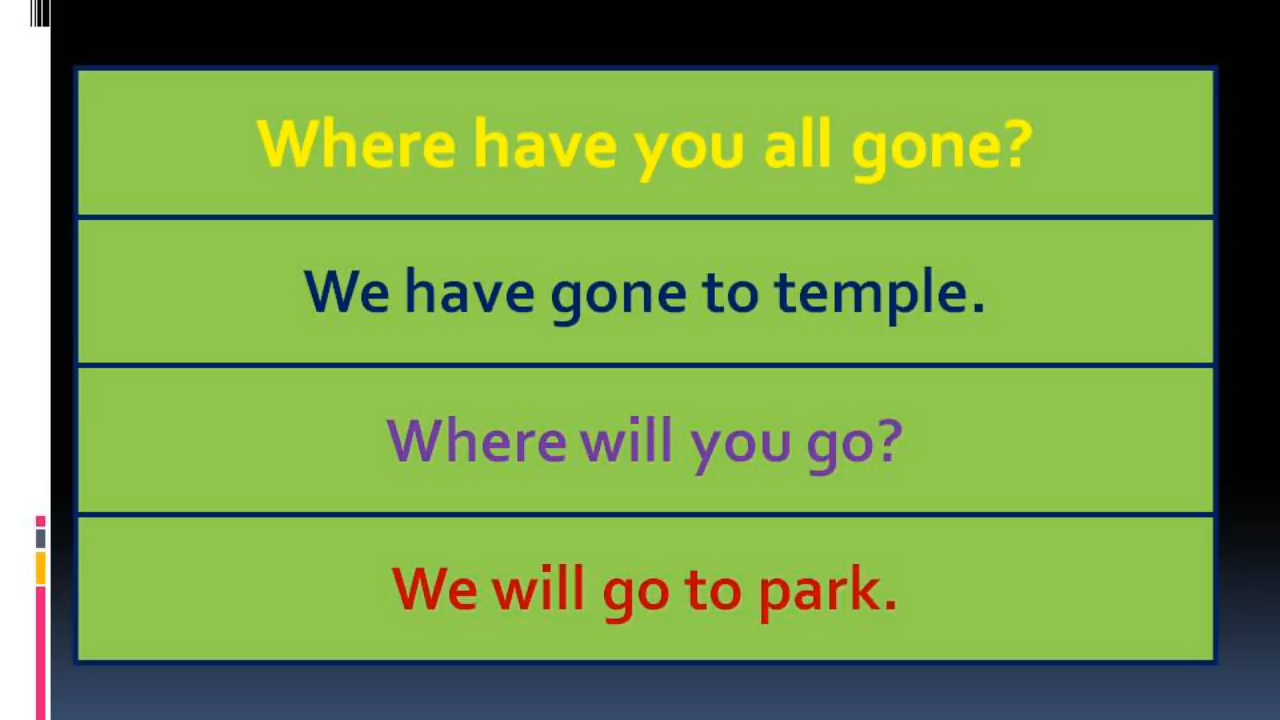 Where have you all gone?
We have gone to temple.
Where will you go?
We will go to park.